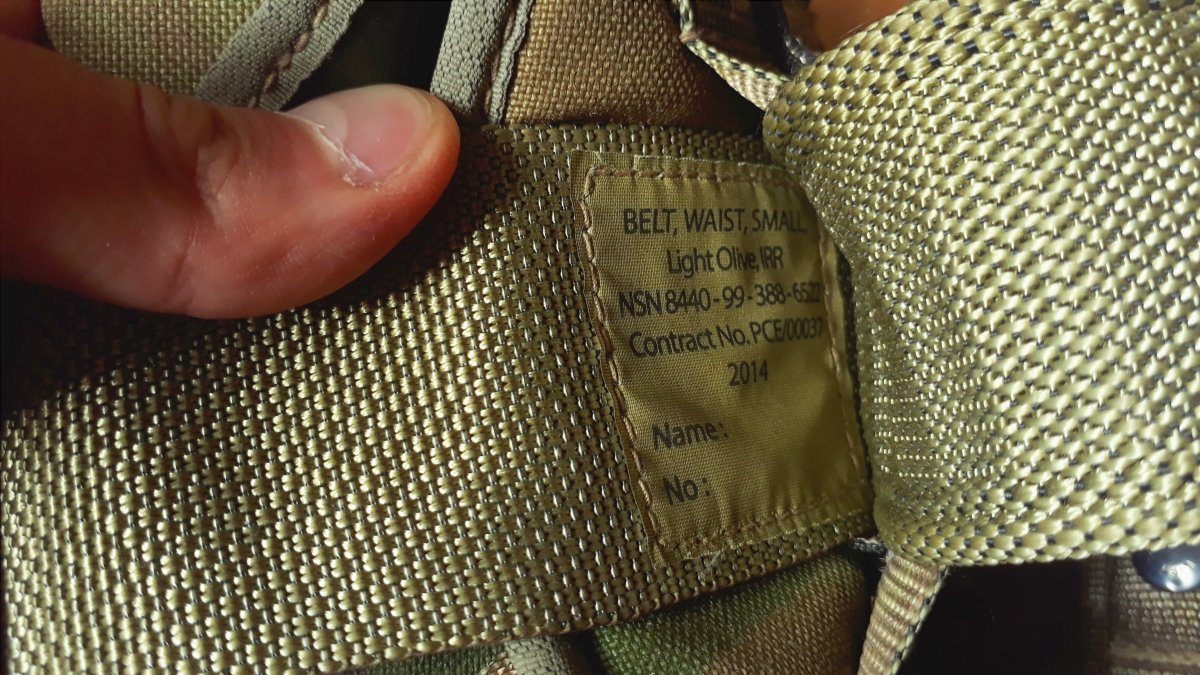 BELT, WAIST, SMALL,
Light Olive, IRR
NSN 8440-99-388-6522
Contract No. PCE/00037
2014
Name:
No: